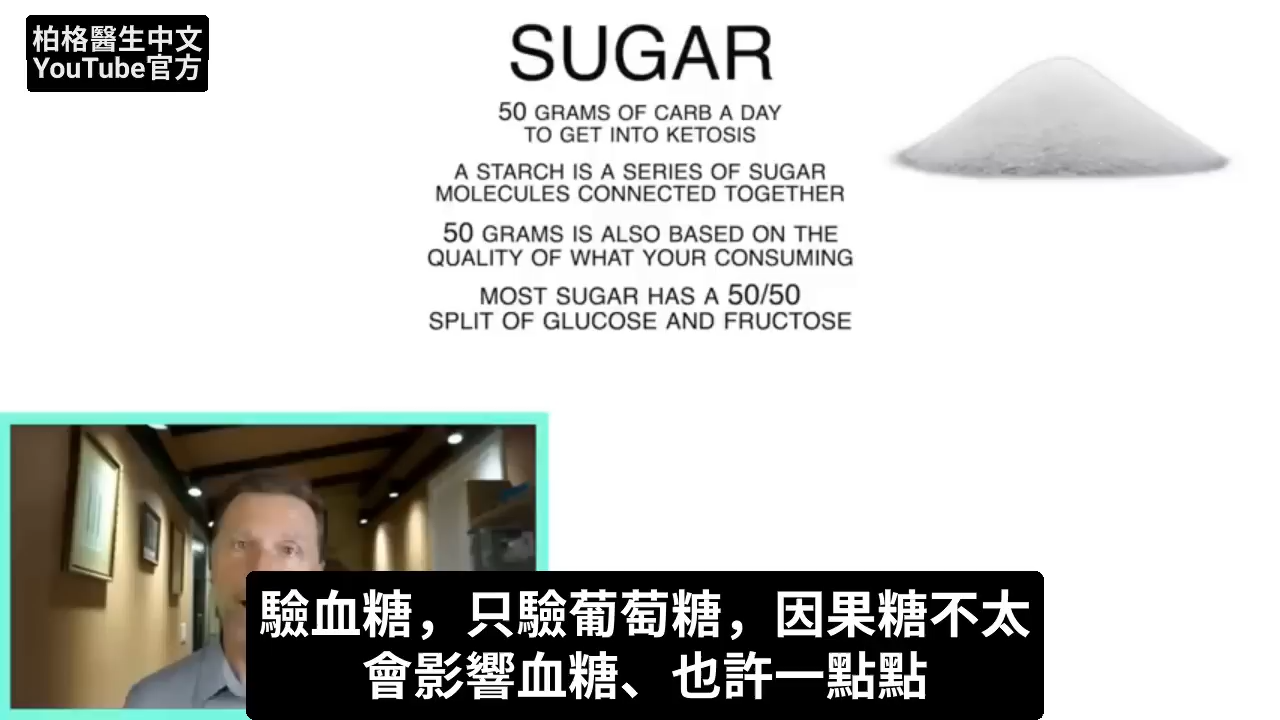 柏格醫生中文
YouTube官方
SUGAR
50 GRAMS OF CARB A DAY
TO GET INTO KETOSIS
A STARCH IS A SERIES OF SUGAR
MOLECULES CONNECTED TOGETHER
50 GRAMS IS ALSO BASED ON THE
QUALITY OF WHAT YOUR CONSUMING
MOST SUGAR HAS A 50/50
SPLIT OF GLUCOSE AND FRUCTOSE
驗血糖，只驗葡萄糖，因果糖不太
會影響血糖、也許一點點